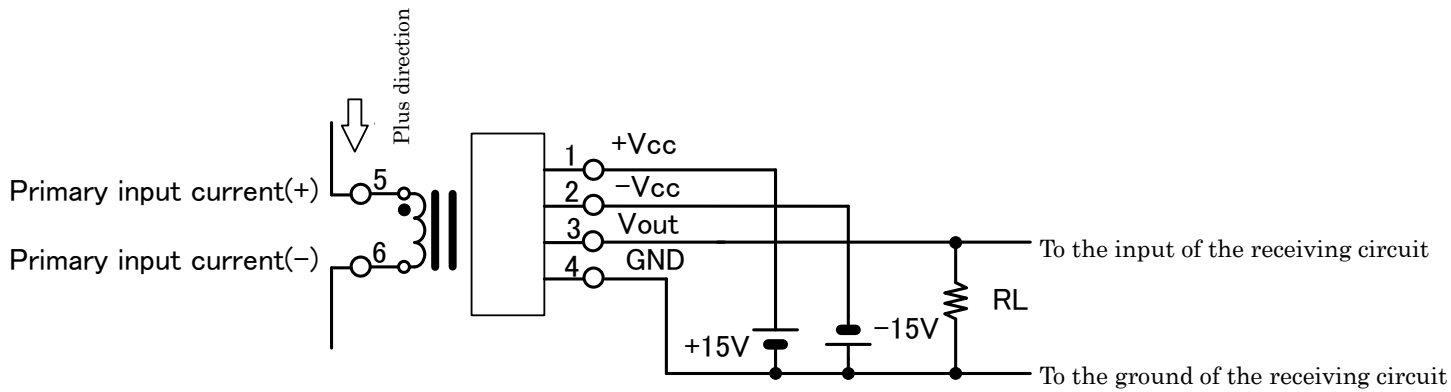 Plus direction
Primary input current(+)
Primary input current(-)
5
6
1
+Vcc
2
-Vcc
3
Vout
4
GND
+15V
-15V
RL
To the input of the receiving circuit
To the ground of the receiving circuit